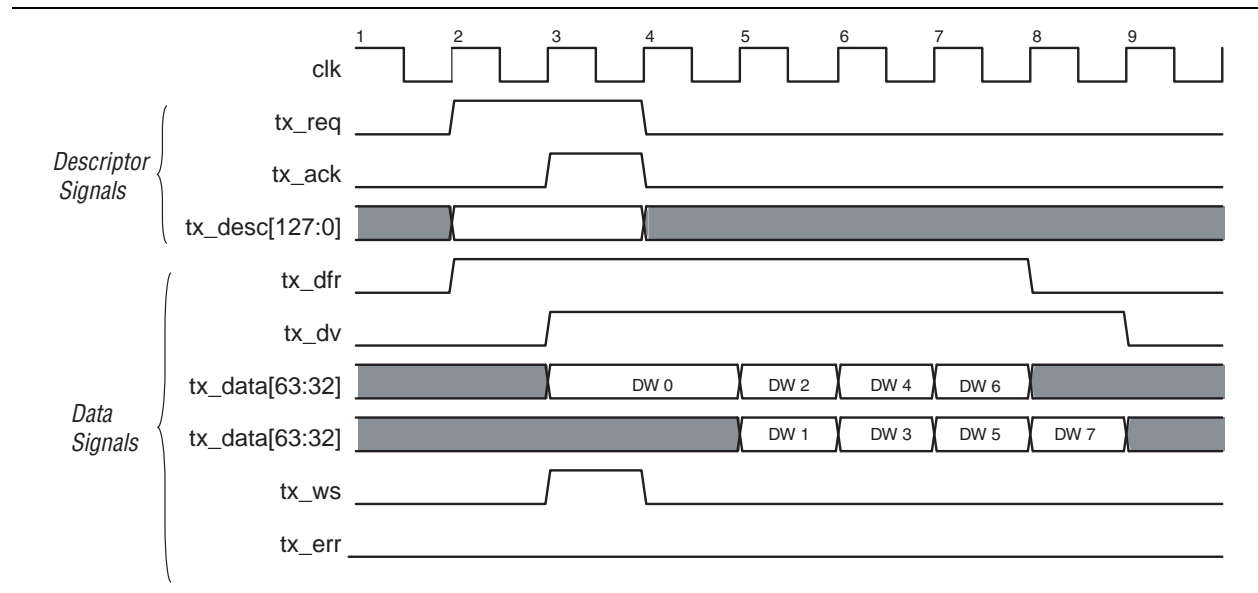 1 2 3 4 5 6 7 8 9
clk
tx_req
Descriptor
Signals
tx_ack
tx_desc[127:0]
tx_dfr
tx_dv
tx_data[63:32] DW 0 DW 2 DW 4 DW 6
Data
Signals
tx_data[63:32] DW 1 DW 3 DW 5 DW 7
tx_ws
tx_err